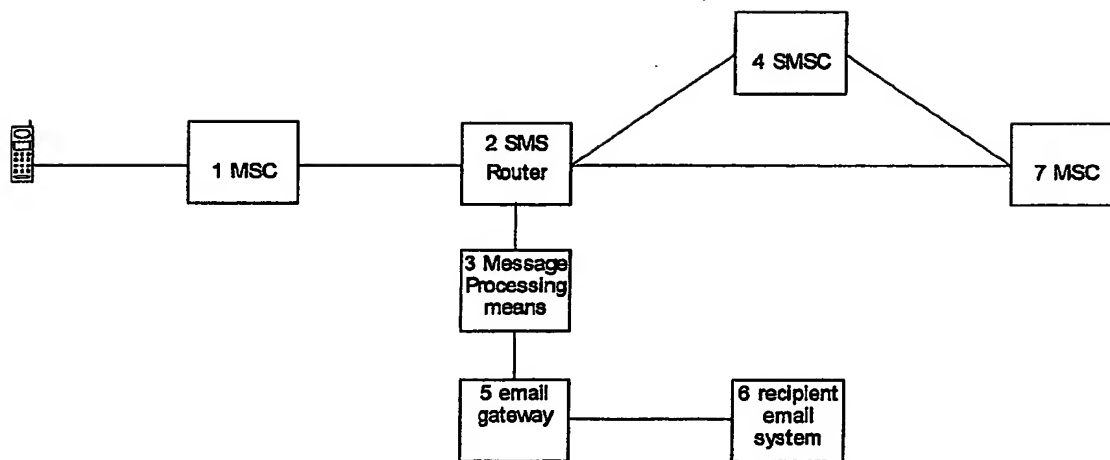 4 SMSC
1 MSC
2 SMS
Router
7 MSC
3 Message
Processing
means
5 email
gateway
6 recipient
email
system